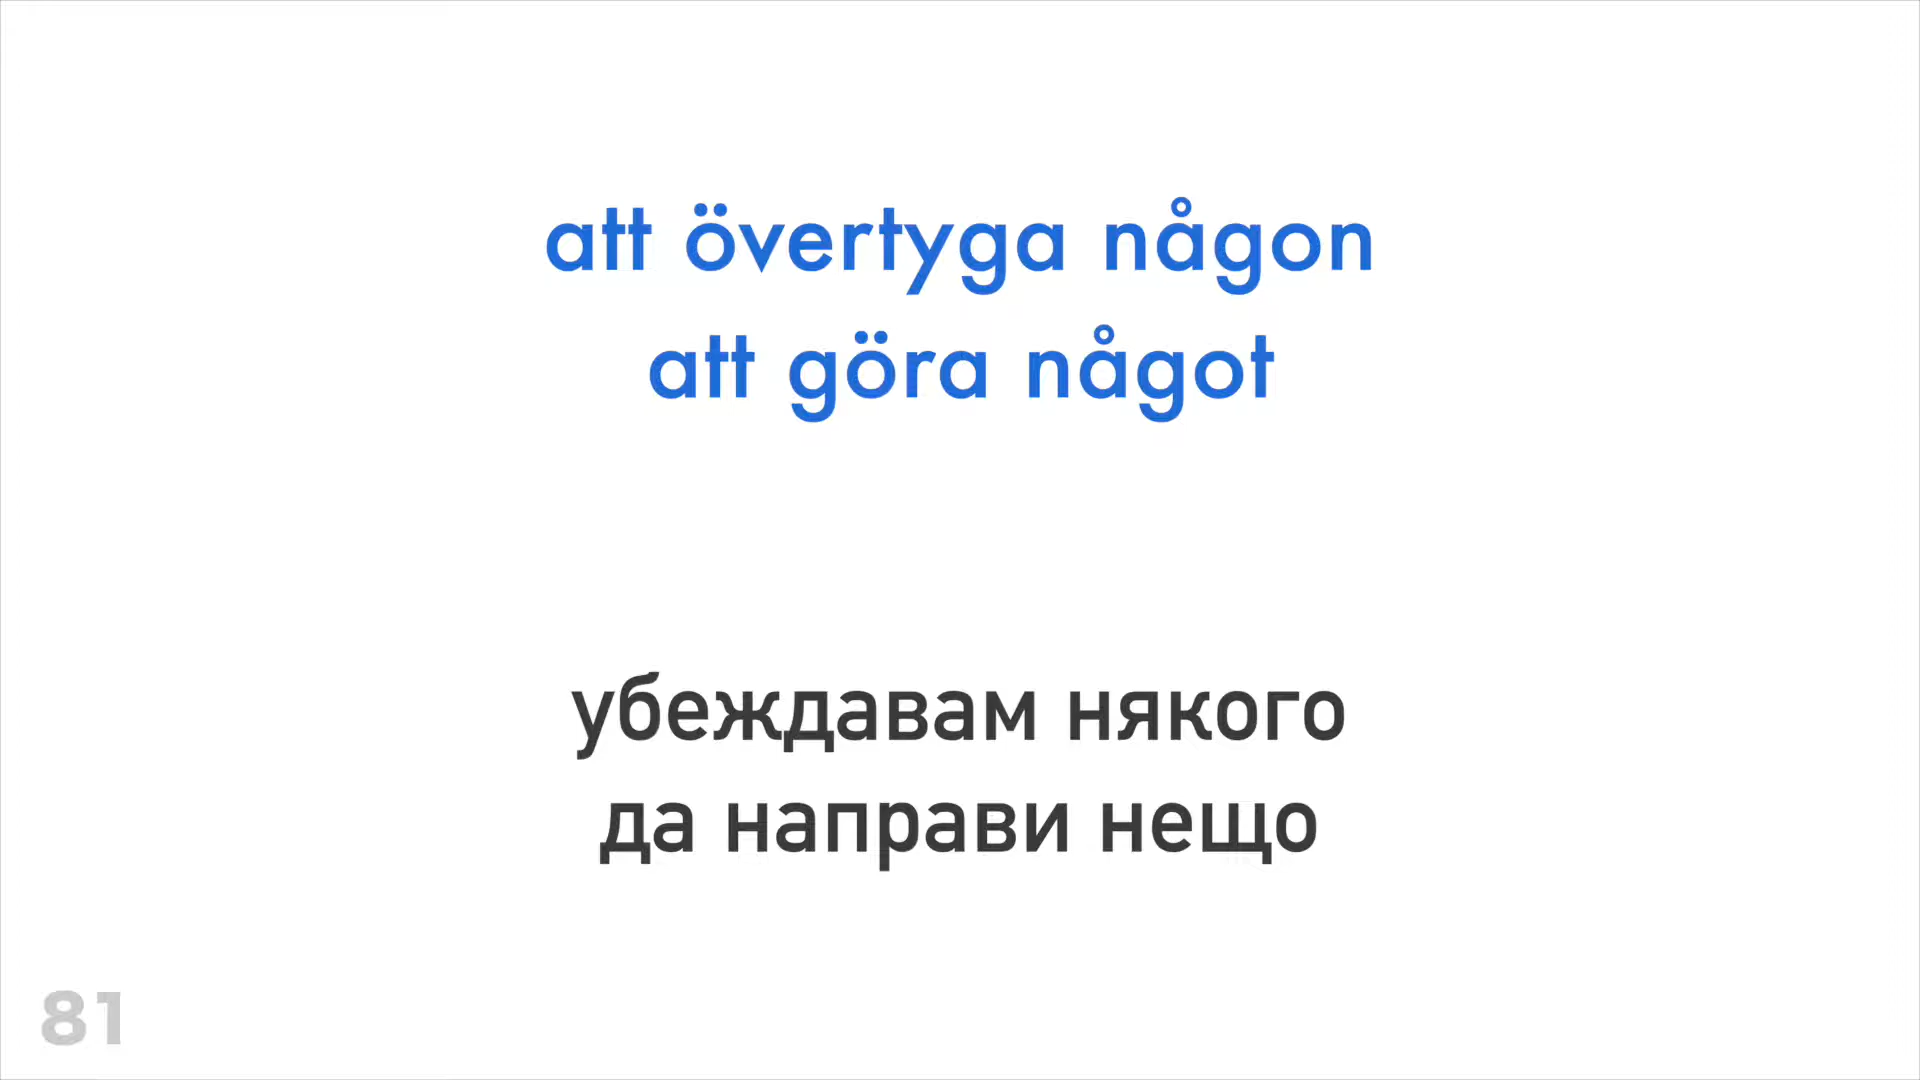 att övertyga någon
att göra något
убеждавам някого
да направи нещо
81